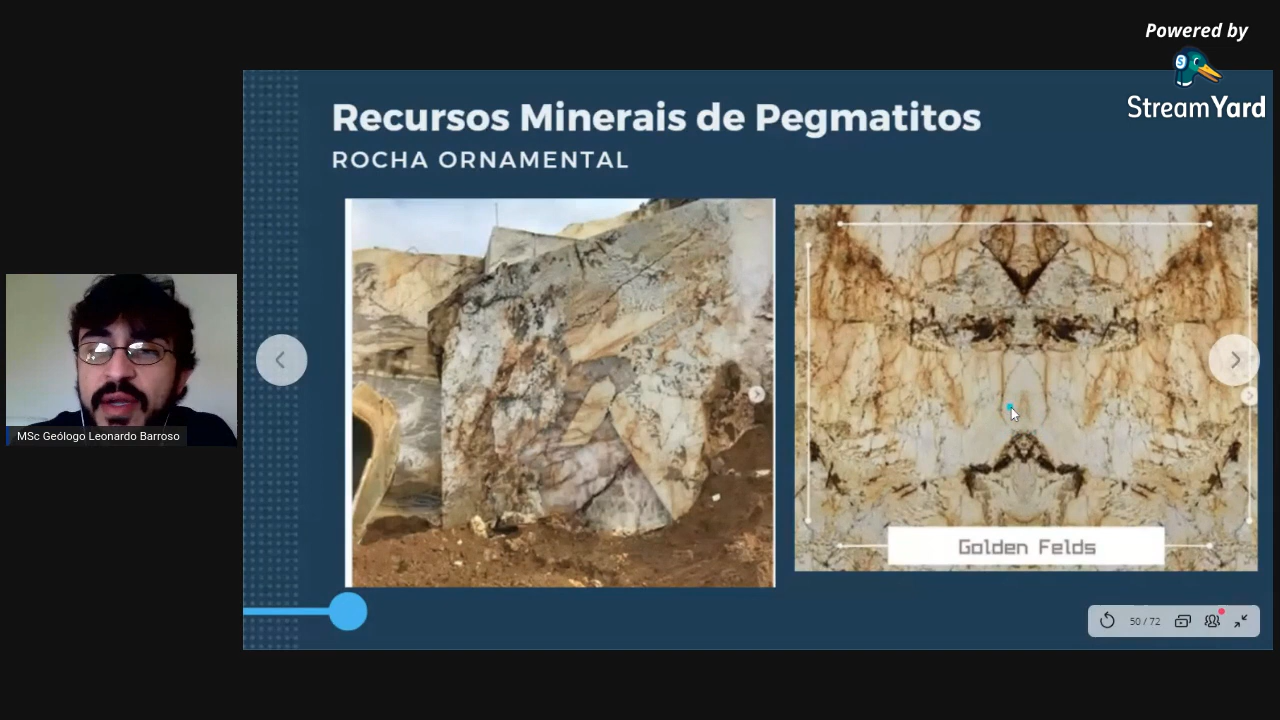 Powered by
StreamYard
Recursos Minerais de Pegmatitos
ROCHA ORNAMENTAL
MSc Geólogo Leonardo Barroso
Golden Felds
50 / 72